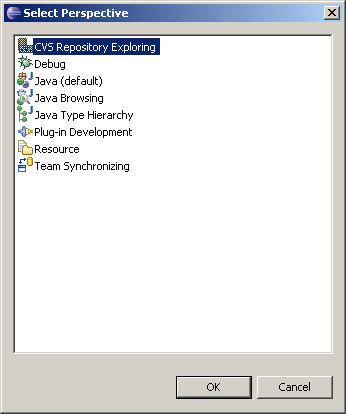 Select Perspective
CVS Repository Exploring
Debug
Java (default)
Java Browsing
Java Type Hierarchy
Plug-in Development
Resource
Team Synchronizing
OK
Cancel